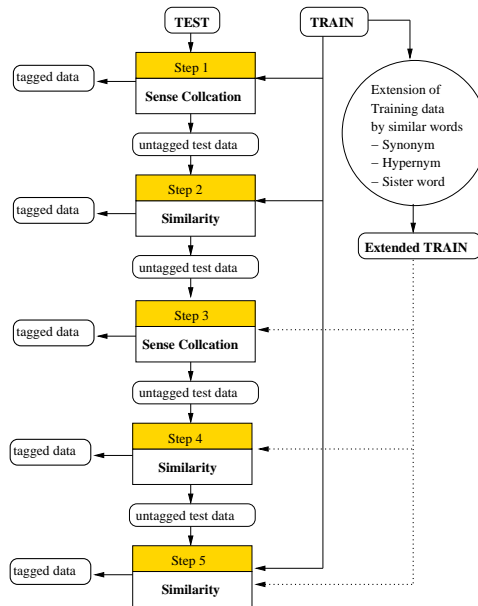 TEST
TRAIN
Step 1
tagged data
Sense Collcation
Extension of
Training data
by similar words
– Synonym
– Hypernym
– Sister word
untagged test data
Step 2
tagged data
Similarity
Extended TRAIN
untagged test data
Step 3
tagged data
Sense Collcation
untagged test data
Step 4
tagged data
Similarity
untagged test data
Step 5
tagged data
Similarity